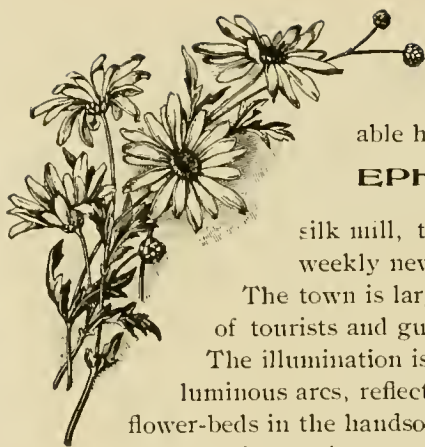 able h
EPH
silk mill, t
weekly new
The town is lar
of tourists and gu
The illumination is
luminous arcs, reflect
flower-beds in the handso